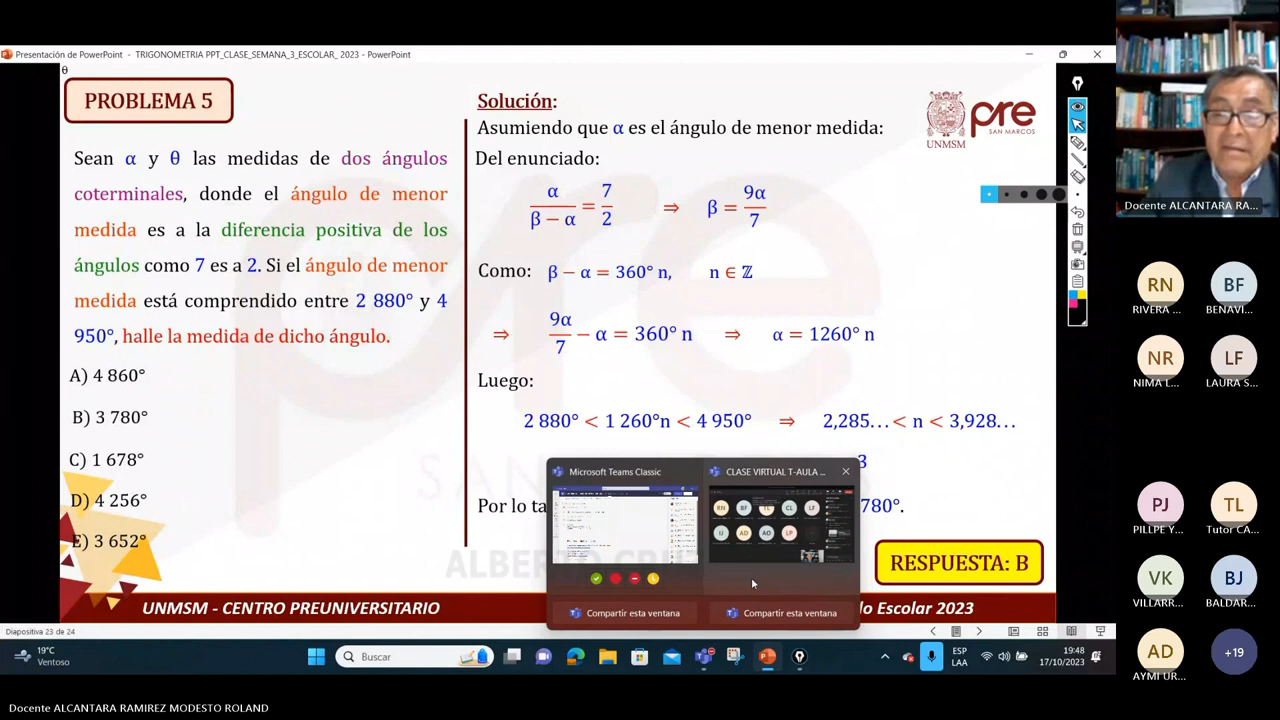 Presentación de PowerPoint - TRIGONOMETRIA PPT_CLASE_SEMANA_3_ESCOLAR_ 2023 - PowerPoint
θ
PROBLEMA 5
Sean α y θ las medidas de dos ángulos
coterminales, donde el ángulo de menor
medida es a la diferencia positiva de los
ángulos como 7 es a 2. Si el ángulo de menor
medida está comprendido entre 2 880° y 4
950°, halle la medida de dicho ángulo.
A) 4 860°
B) 3 780°
C) 1 678°
D) 4 256°
E) 3 652°
Solución:
Asumiendo que α es el ángulo de menor medida:
Del enunciado:
α / (β − α) = 7/2 ⇒ β = 9α/7
Como: β − α = 360° n, n ∈ ℤ
⇒ 9α/7 − α = 360° n ⇒ α = 1260° n
Luego:
2 880° < 1 260°n < 4 950° ⇒ 2,285… < n < 3,928…
3
Por lo ta
780°.
RESPUESTA: B
UNMSM
pre
SAN MARCOS
ALBERTO CRUZ
UNMSM - CENTRO PREUNIVERSITARIO
lo Escolar 2023
Microsoft Teams Classic
CLASE VIRTUAL T-AULA ...
Compartir esta ventana
Compartir esta ventana
Diapositiva 23 de 24
19°C
Ventoso
Buscar
ESP
LAA
19:48
17/10/2023
Docente ALCANTARA RA...
RN
RIVERA ...
BF
BENAVI...
NR
NIMA L...
LF
LAURA S...
PJ
PILLPE Y...
TL
Tutor CA...
VK
VILLARR...
BJ
BALDAR...
AD
AYMI UR...
+19
Docente ALCANTARA RAMIREZ MODESTO ROLAND